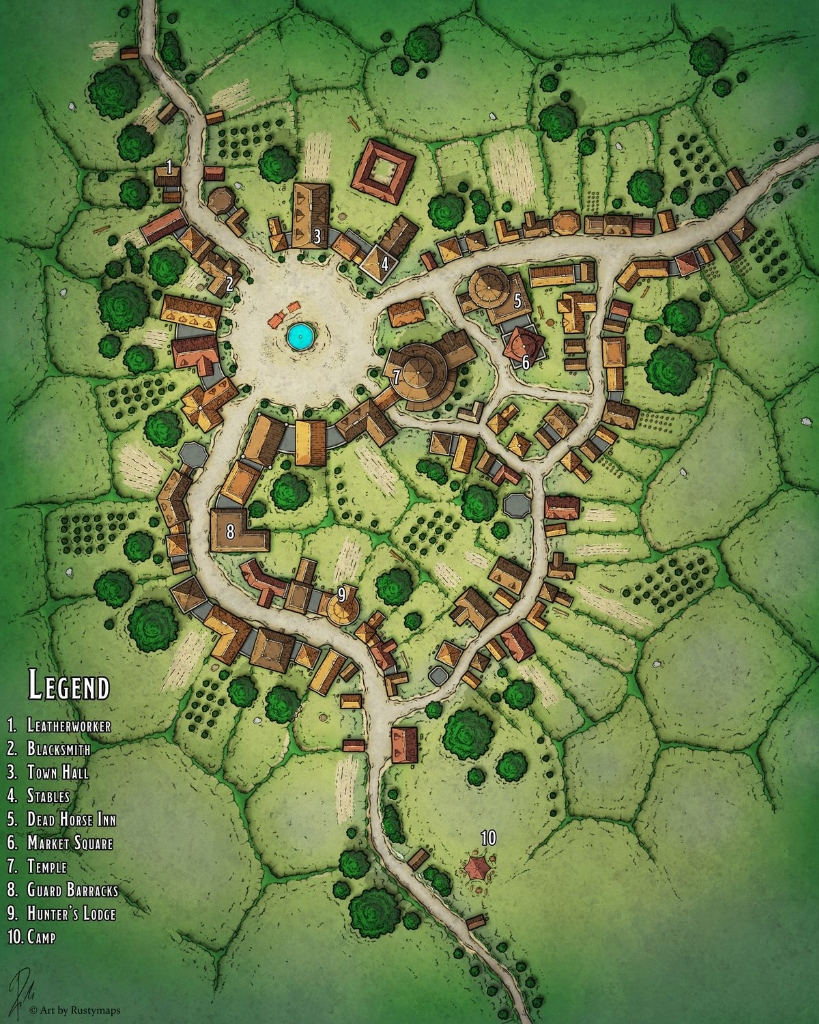 1
2
3
4
5
6
7
8
9
10
Legend
1. Leatherworker
2. Blacksmith
3. Town Hall
4. Stables
5. Dead Horse Inn
6. Market Square
7. Temple
8. Guard Barracks
9. Hunter's Lodge
10. Camp
© Art by Rustymaps